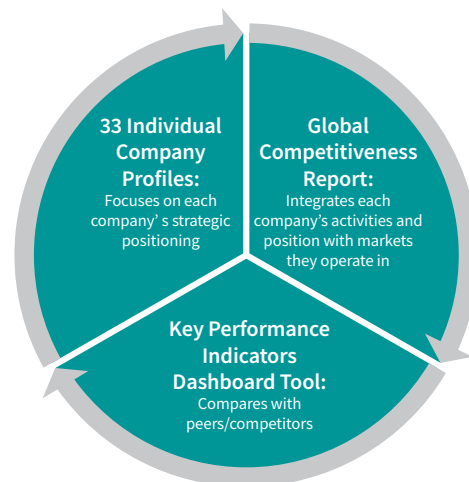 33 Individual
Company
Profiles:
Focuses on each
company’ s strategic
positioning
Global
Competitiveness
Report:
Integrates each
company’s activities and
position with markets
they operate in
Key Performance
Indicators
Dashboard Tool:
Compares with
peers/competitors